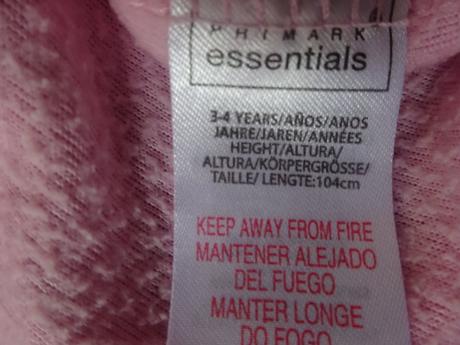 PRIMARK
essentials
3-4 YEARS/AÑOS/ANOS
JAHRE/JAREN/ANNÉES
HEIGHT/ALTURA/
ALTURA/KÖRPERGRÖSSE/
TAILLE/ LENGTE:104cm
KEEP AWAY FROM FIRE
MANTENER ALEJADO
DEL FUEGO
MANTER LONGE
DO FOGO